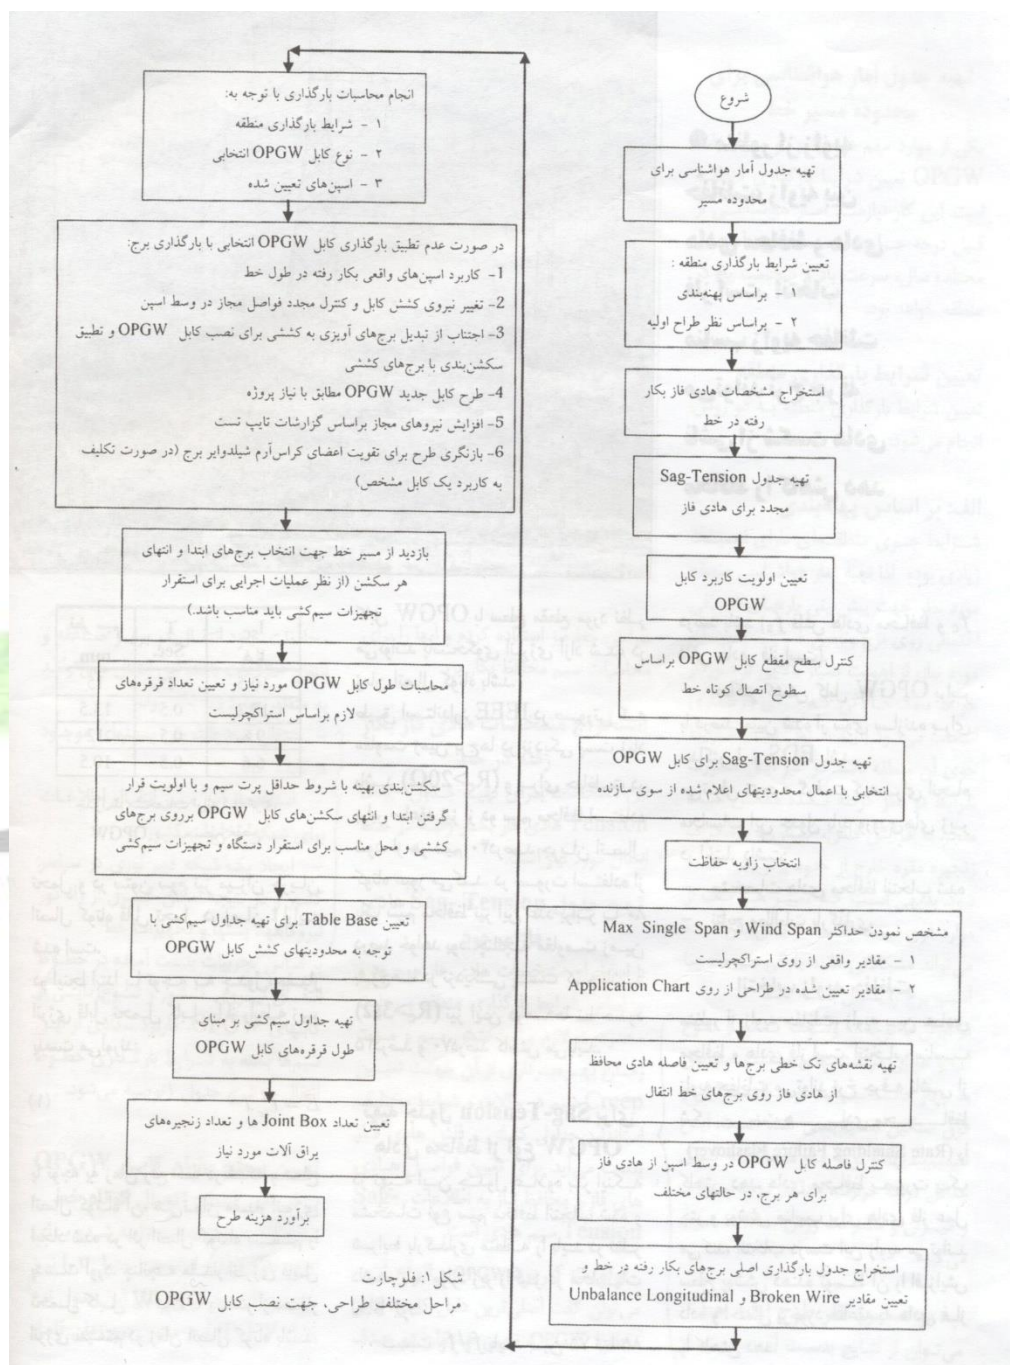 شروع
تهیه جدول آمار هواشناسی برای
محدوده مسیر
تعیین شرایط بارگذاری منطقه :
۱ - براساس پهنه‌بندی
۲ - براساس نظر طراح اولیه
استخراج مشخصات هادی فاز بکار
رفته در خط
تهیه جدول Sag-Tension
مجدد برای هادی فاز
تعیین اولویت کاربرد کابل
OPGW
کنترل سطح مقطع کابل OPGW براساس
سطوح اتصال کوتاه خط
تهیه جدول Sag-Tension برای کابل OPGW
انتخابی با اعمال محدودیتهای اعلام شده از سوی سازنده
انتخاب زاویه حفاظت
مشخص نمودن حداکثر Wind Span و Max Single Span
۱ - مقادیر واقعی از روی استراکچرلیست
۲ - مقادیر تعیین شده در طراحی از روی Application Chart
تهیه نقشه‌های تک خطی برج‌ها و تعیین فاصله هادی محافظ
از هادی فاز روی برج‌های خط انتقال
کنترل فاصله کابل OPGW در وسط اسپن از هادی فاز
برای هر برج، در حالتهای مختلف
استخراج جدول بارگذاری اصلی برج‌های بکار رفته در خط و
تعیین مقادیر Broken Wire و Unbalance Longitudinal
انجام محاسبات بارگذاری با توجه به:
۱ - شرایط بارگذاری منطقه
۲ - نوع کابل OPGW انتخابی
۳ - اسپن‌های تعیین شده
در صورت عدم تطبیق بارگذاری کابل OPGW انتخابی با بارگذاری برج:
1- کاربرد اسپن‌های واقعی بکار رفته در طول خط
2- تغییر نیروی کشش کابل و کنترل مجدد فواصل مجاز در وسط اسپن
3- اجتناب از تبدیل برج‌های آویزی به کششی برای نصب کابل OPGW و تطبیق
سکشن‌بندی با برج‌های کششی
4- طرح کابل جدید OPGW مطابق با نیاز پروژه
5- افزایش نیروهای مجاز براساس گزارشات تایپ تست
6- بازنگری طرح برای تقویت اعضای کراس‌آرم شیلدوایر برج (در صورت تکلیف
به کاربرد یک کابل مشخص)
بازدید از مسیر خط جهت انتخاب برج‌های ابتدا و انتهای
هر سکشن (از نظر عملیات اجرایی برای استقرار
تجهیزات سیم‌کشی باید مناسب باشد.)
محاسبات طول کابل OPGW مورد نیاز و تعیین تعداد قرقره‌های
لازم براساس استراکچرلیست
سکشن‌بندی بهینه با شروط حداقل پرت سیم و با اولویت قرار
گرفتن ابتدا و انتهای سکشن‌های کابل OPGW برروی برج‌های
کششی و محل مناسب برای استقرار دستگاه و تجهیزات سیم‌کشی
تعیین Table Base برای تهیه جداول سیم‌کشی با
توجه به محدودیتهای کشش کابل OPGW
تهیه جداول سیم‌کشی بر مبنای
طول قرقره‌های کابل OPGW
تعیین تعداد Joint Box ها و تعداد زنجیره‌های
یراق آلات مورد نیاز
برآورد هزینه طرح
شکل ۱: فلوچارت
مراحل مختلف طراحی، جهت نصب کابل OPGW